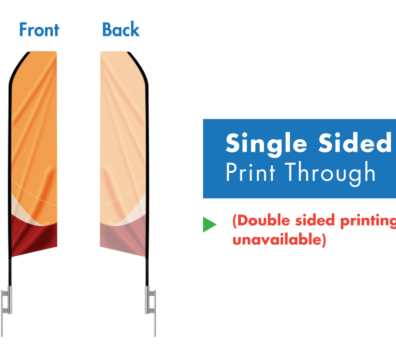 Front Back
Single Sided
Print Through
(Double sided printing
unavailable)